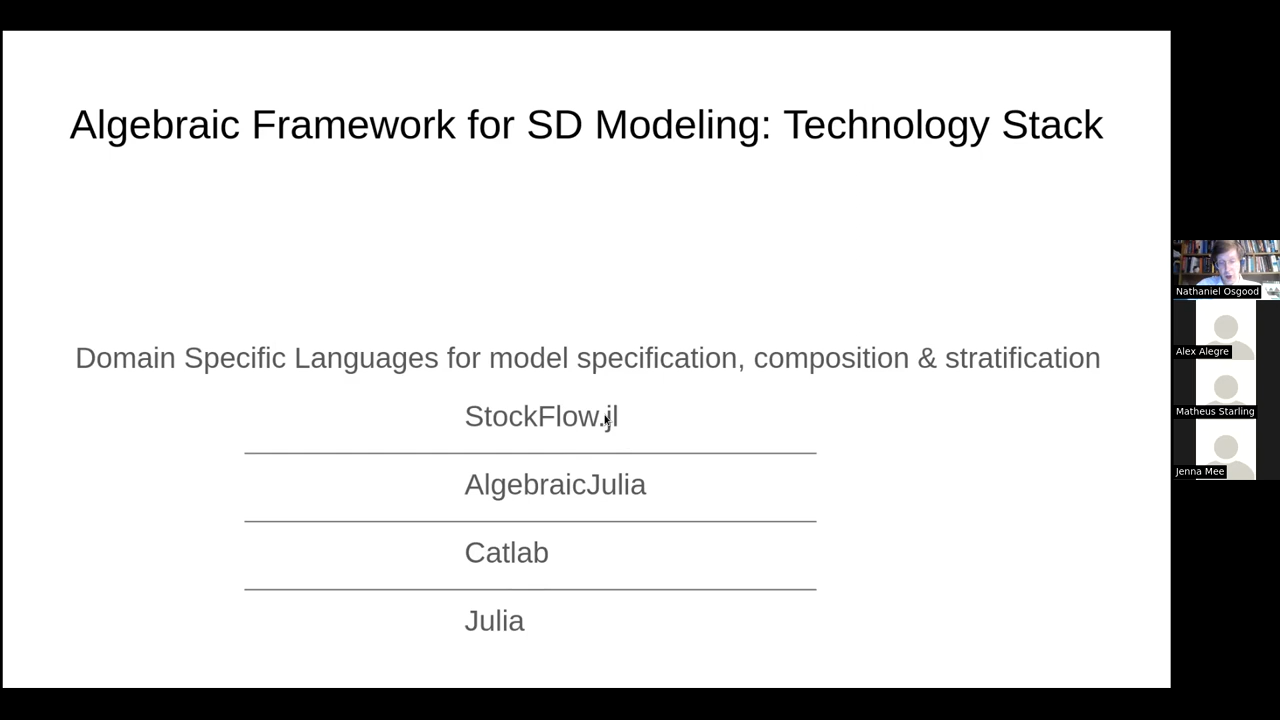 Algebraic Framework for SD Modeling: Technology Stack
Domain Specific Languages for model specification, composition & stratification
StockFlow.jl
AlgebraicJulia
Catlab
Julia
Nathaniel Osgood
Alex Alegre
Matheus Starling
Jenna Mee